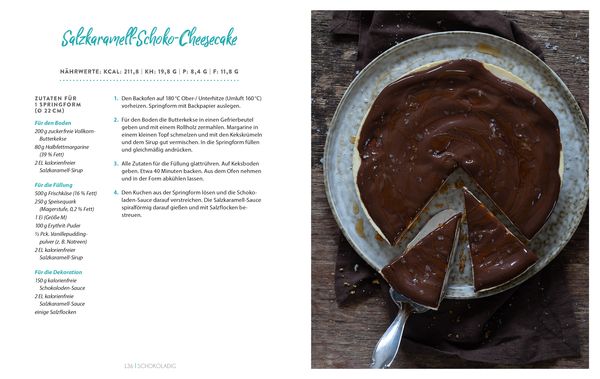 Salzkaramell-Schoko-Cheesecake
NÄHRWERTE: KCAL: 211,8 | KH: 19,8 G | P: 8,4 G | F: 11,8 G
ZUTATEN FÜR
1 SPRINGFORM
(Ø 22 CM)
Für den Boden
200 g zuckerfreie Vollkorn-
Butterkekse
80 g Halbfettmargarine
(39 % Fett)
2 EL kalorienfreier
Salzkaramell-Sirup
Für die Füllung
500 g Frischkäse (16 % Fett)
250 g Speisequark
(Magerstufe, 0,2 % Fett)
1 Ei (Größe M)
100 g Erythrit-Puder
½ Pck. Vanillepudding-
pulver (z. B. Natreen)
2 EL kalorienfreier
Salzkaramell-Sirup
Für die Dekoration
150 g kalorienfreie
Schokoladen-Sauce
2 EL kalorienfreie
Salzkaramell-Sauce
einige Salzflocken
1. Den Backofen auf 180 °C Ober-/ Unterhitze (Umluft 160 °C)
vorheizen. Springform mit Backpapier auslegen.
2. Für den Boden die Butterkekse in einen Gefrierbeutel
geben und mit einem Rollholz zermahlen. Margarine in
einem kleinen Topf schmelzen und mit den Kekskrümeln
und dem Sirup gut vermischen. In die Springform füllen
und gleichmäßig andrücken.
3. Alle Zutaten für die Füllung glattrühren. Auf Keksboden
geben. Etwa 40 Minuten backen. Aus dem Ofen nehmen
und in der Form abkühlen lassen.
4. Den Kuchen aus der Springform lösen und die Schoko-
laden-Sauce darauf verstreichen. Die Salzkaramell-Sauce
spiralförmig darauf gießen und mit Salzflocken be-
streuen.
136 | SCHOKOLADIG